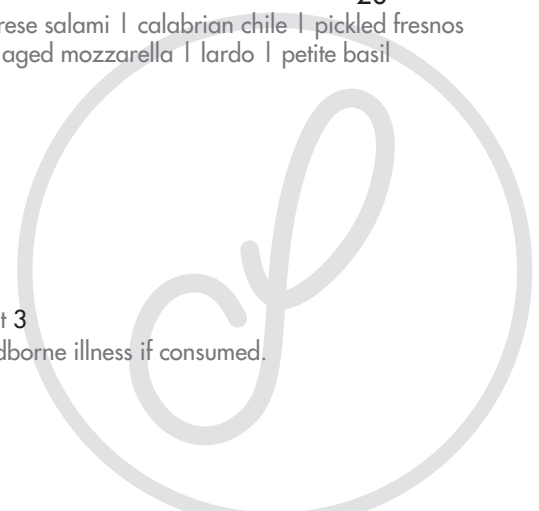 rese salami | calabrian chile | pickled fresnos
aged mozzarella | lardo | petite basil
t 3
dborne illness if consumed.